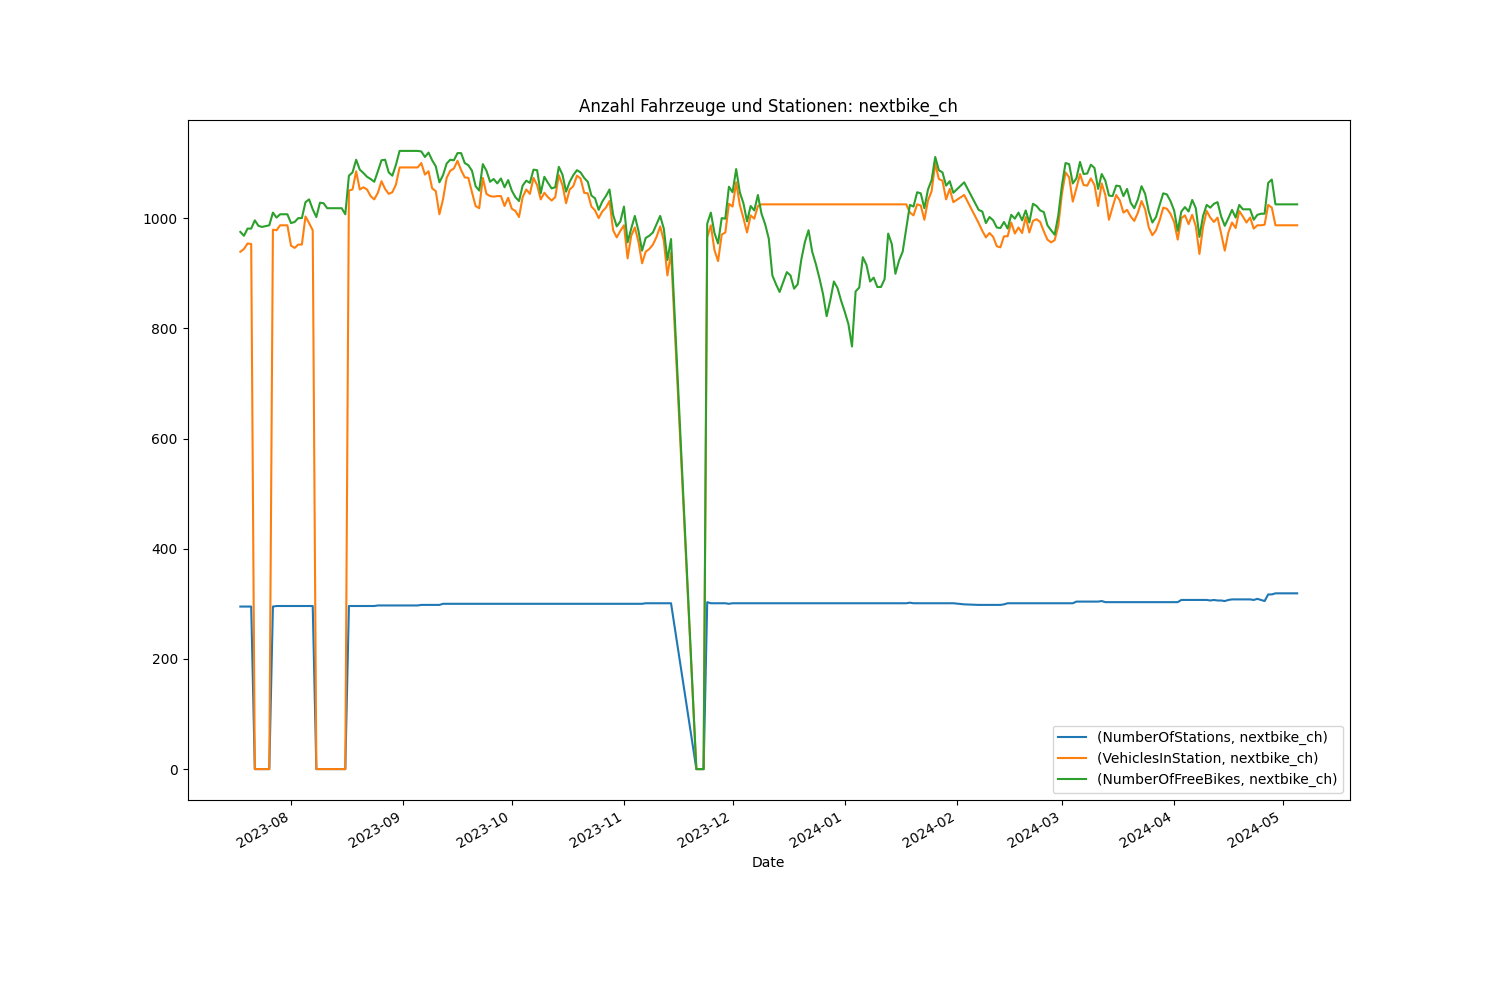 Anzahl Fahrzeuge und Stationen: nextbike_ch
1000
800
600
400
200
0
(NumberOfStations, nextbike_ch)
(VehiclesInStation, nextbike_ch)
(NumberOfFreeBikes, nextbike_ch)
2023-08 2023-09 2023-10 2023-11 2023-12 2024-01 2024-02 2024-03 2024-04 2024-05
Date